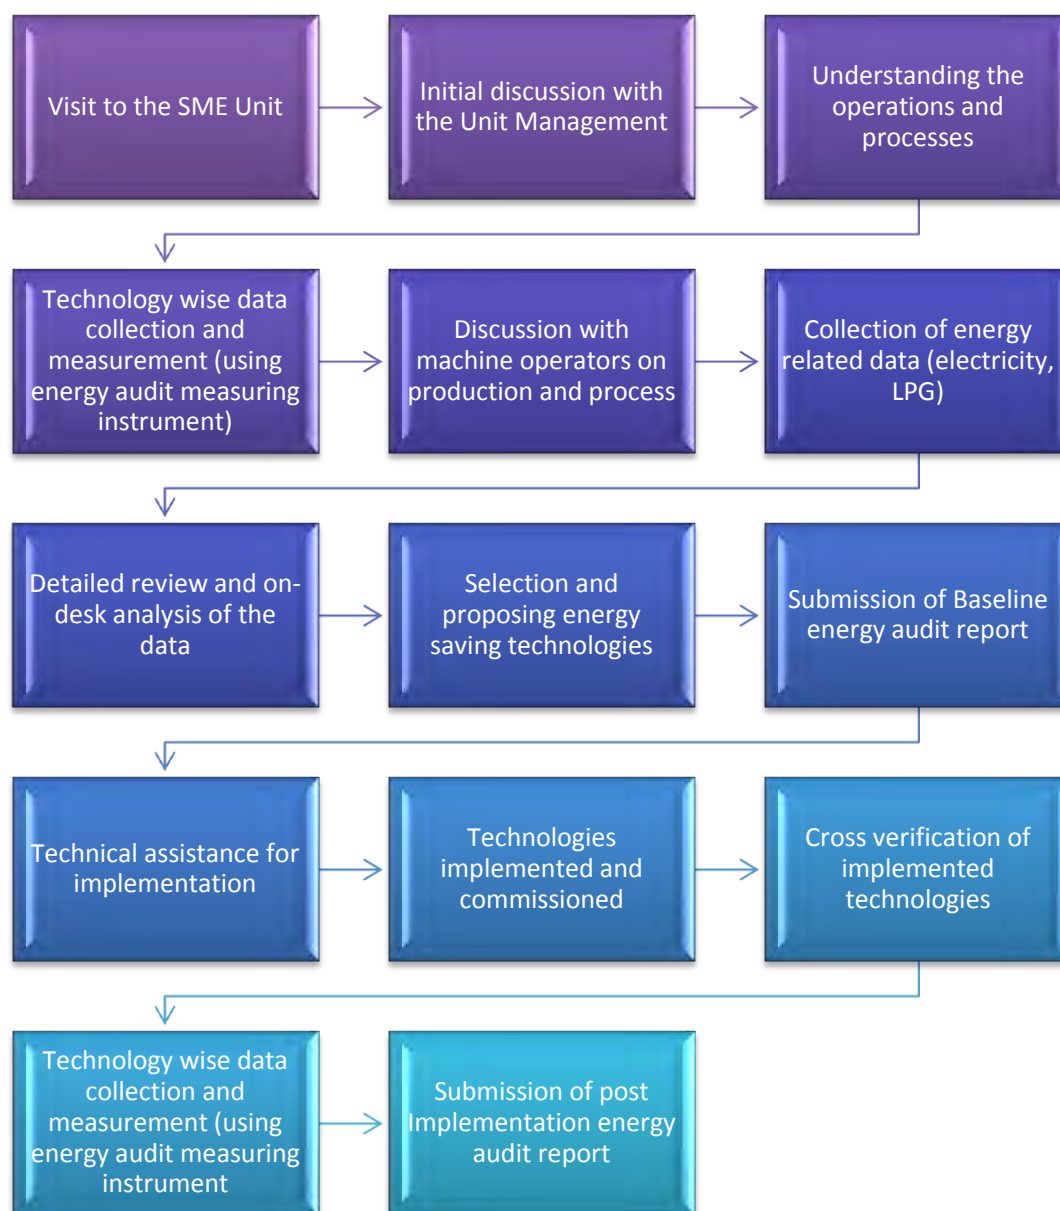 Visit to the SME Unit
Initial discussion with
the Unit Management
Understanding the
operations and
processes
Technology wise data
collection and
measurement (using
energy audit measuring
instrument)
Discussion with
machine operators on
production and process
Collection of energy
related data (electricity,
LPG)
Detailed review and on-
desk analysis of the
data
Selection and
proposing energy
saving technologies
Submission of Baseline
energy audit report
Technical assistance for
implementation
Technologies
implemented and
commissioned
Cross verification of
implemented
technologies
Technology wise data
collection and
measurement (using
energy audit measuring
instrument
Submission of post
Implementation energy
audit report